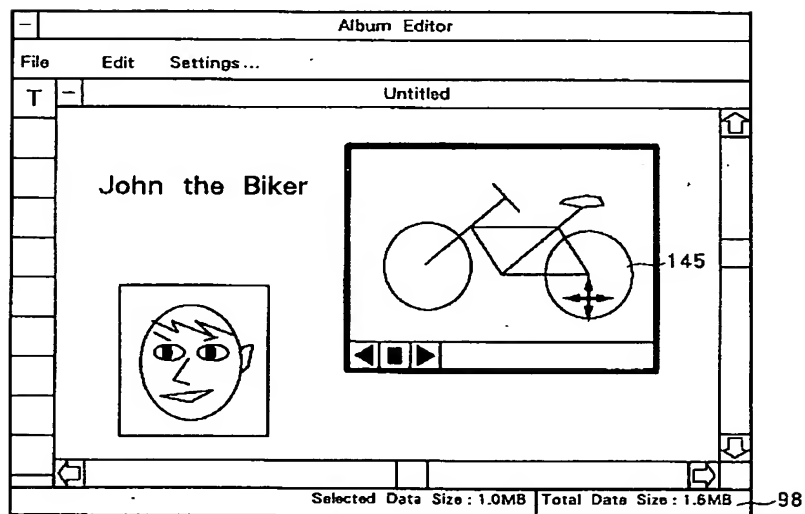 Album Editor
File Edit Settings...
T
Untitled
John the Biker
145
Selected Data Size : 1.0MB Total Data Size : 1.6MB
98